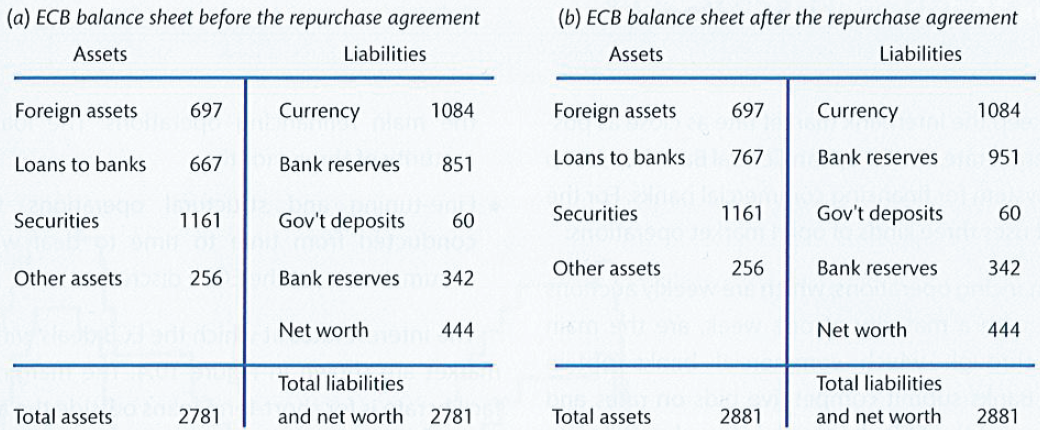 (a) ECB balance sheet before the repurchase agreement
Assets Liabilities
Foreign assets 697 Currency 1084
Loans to banks 667 Bank reserves 851
Securities 1161 Gov't deposits 60
Other assets 256 Bank reserves 342
Net worth 444
Total liabilities
Total assets 2781 and net worth 2781
(b) ECB balance sheet after the repurchase agreement
Assets Liabilities
Foreign assets 697 Currency 1084
Loans to banks 767 Bank reserves 951
Securities 1161 Gov't deposits 60
Other assets 256 Bank reserves 342
Net worth 444
Total liabilities
Total assets 2881 and net worth 2881